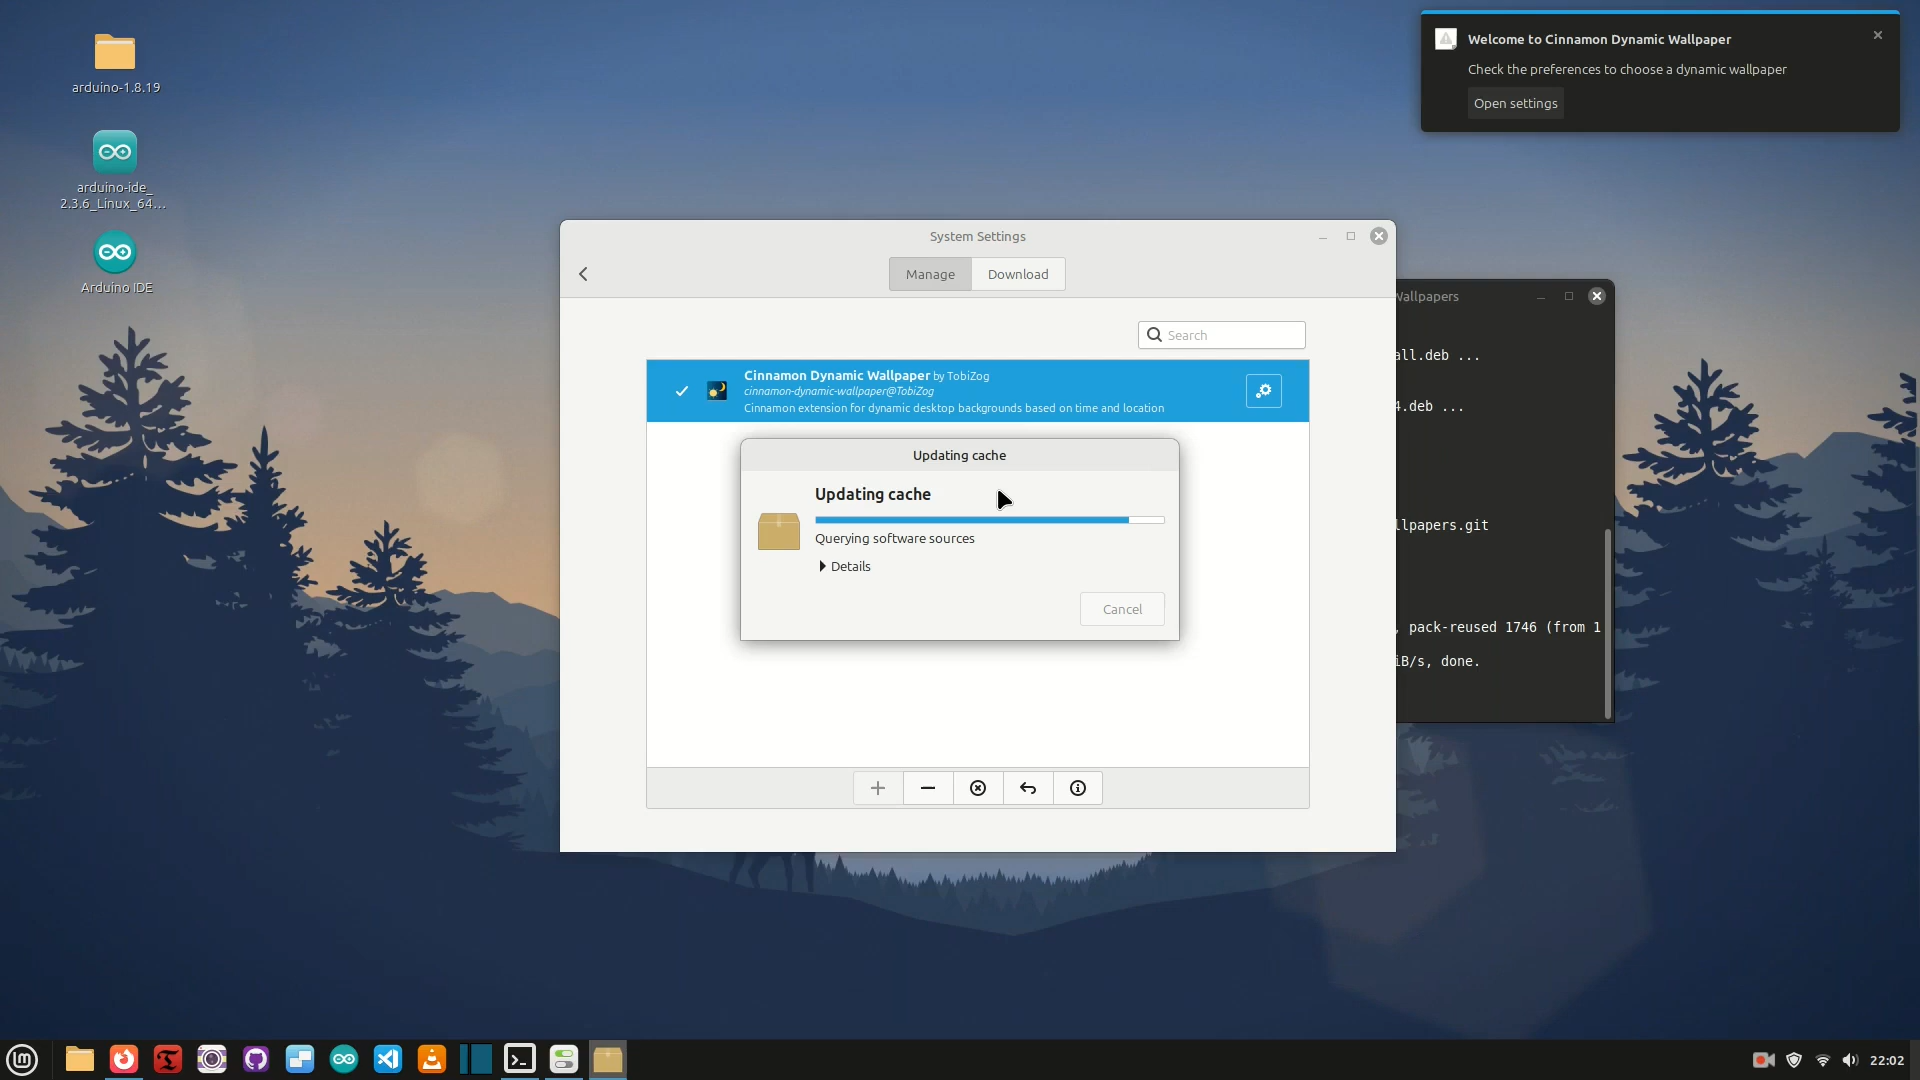 arduino-1.8.19
arduino-ide_
2.3.6_Linux_64...
Arduino IDE
Welcome to Cinnamon Dynamic Wallpaper
Check the preferences to choose a dynamic wallpaper
Open settings
System Settings
Manage
Download
Search
Cinnamon Dynamic Wallpaper by TobiZog
cinnamon-dynamic-wallpaper@TobiZog
Cinnamon extension for dynamic desktop backgrounds based on time and location
Updating cache
Updating cache
Querying software sources
Details
Cancel
Wallpapers
all.deb ...
4.deb ...
llpapers.git
, pack-reused 1746 (from 1
iB/s, done.
22:02